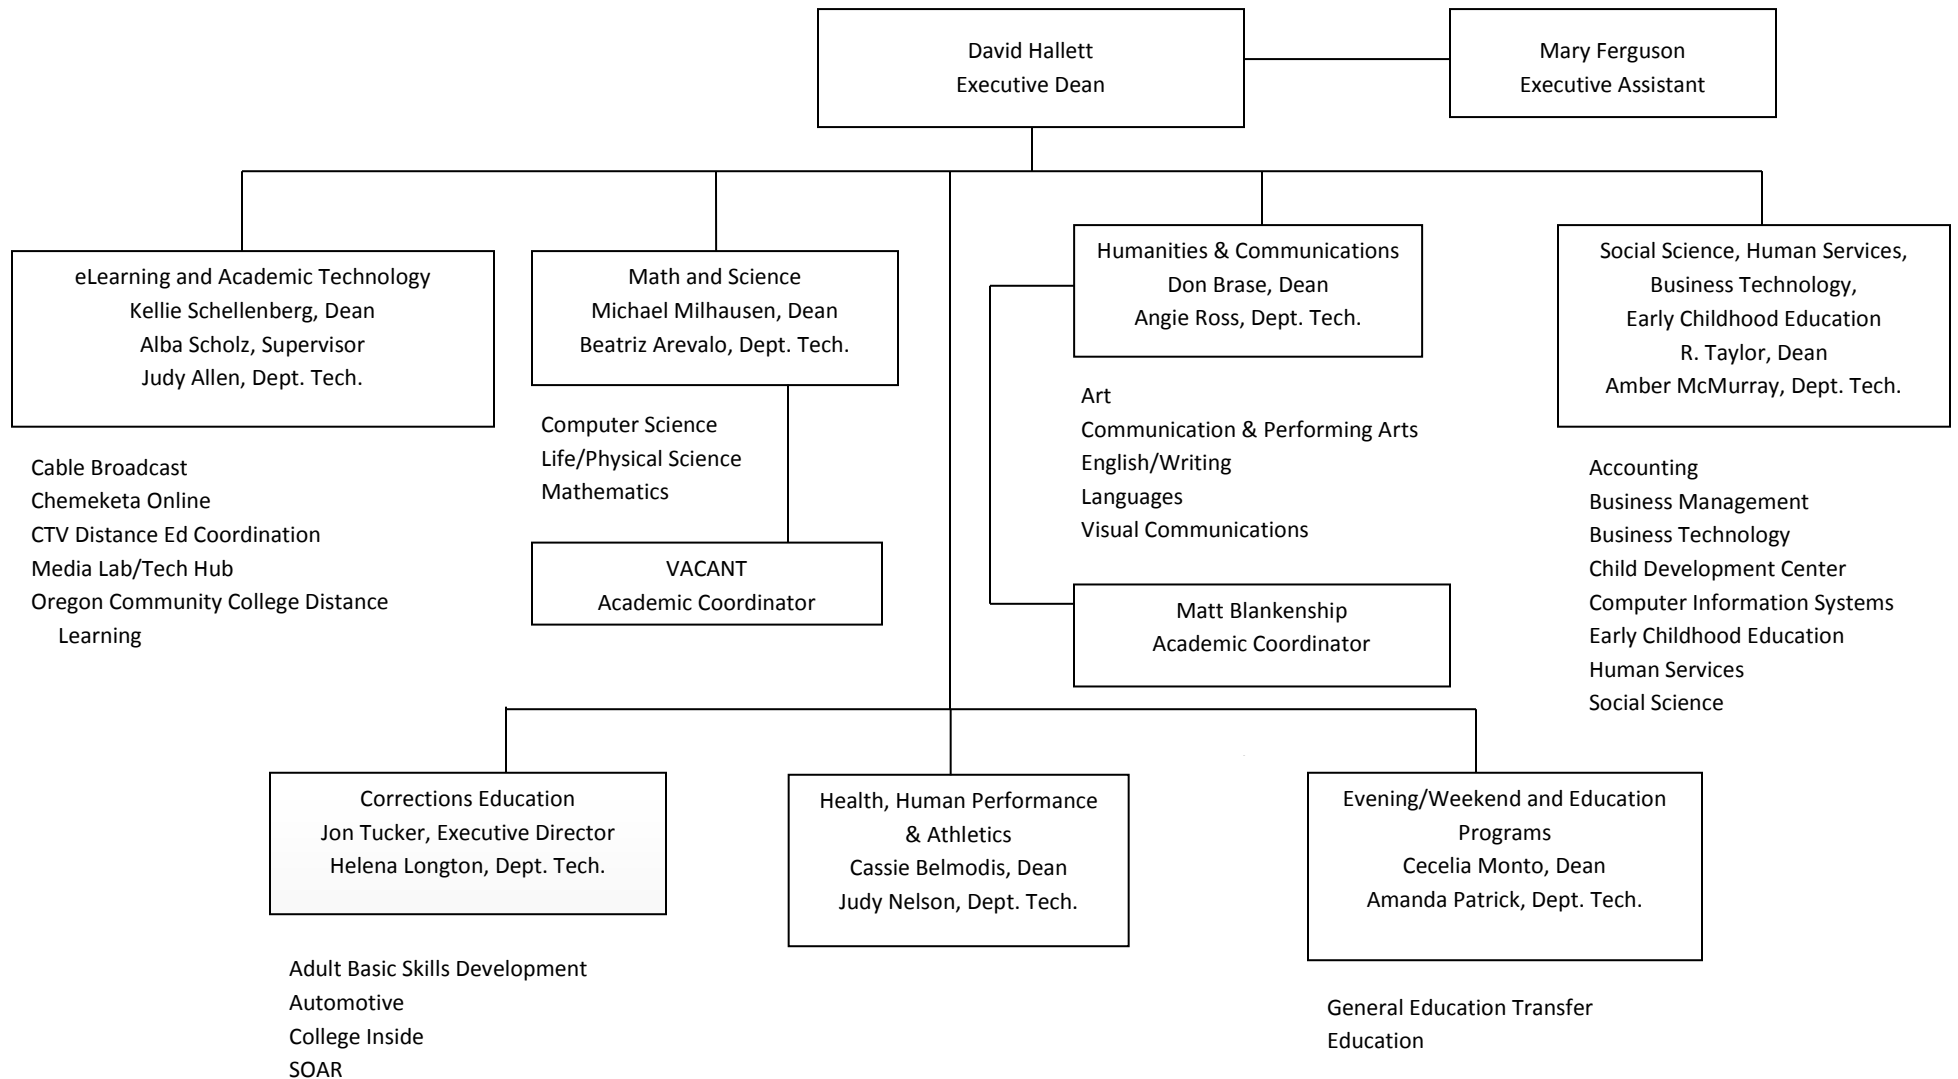 David Hallett
Executive Dean
Mary Ferguson
Executive Assistant
eLearning and Academic Technology
Kellie Schellenberg, Dean
Alba Scholz, Supervisor
Judy Allen, Dept. Tech.
Cable Broadcast
Chemeketa Online
CTV Distance Ed Coordination
Media Lab/Tech Hub
Oregon Community College Distance
Learning
Math and Science
Michael Milhausen, Dean
Beatriz Arevalo, Dept. Tech.
Computer Science
Life/Physical Science
Mathematics
VACANT
Academic Coordinator
Humanities & Communications
Don Brase, Dean
Angie Ross, Dept. Tech.
Art
Communication & Performing Arts
English/Writing
Languages
Visual Communications
Matt Blankenship
Academic Coordinator
Social Science, Human Services,
Business Technology,
Early Childhood Education
R. Taylor, Dean
Amber McMurray, Dept. Tech.
Accounting
Business Management
Business Technology
Child Development Center
Computer Information Systems
Early Childhood Education
Human Services
Social Science
Corrections Education
Jon Tucker, Executive Director
Helena Longton, Dept. Tech.
Adult Basic Skills Development
Automotive
College Inside
SOAR
Health, Human Performance
& Athletics
Cassie Belmodis, Dean
Judy Nelson, Dept. Tech.
Evening/Weekend and Education
Programs
Cecelia Monto, Dean
Amanda Patrick, Dept. Tech.
General Education Transfer
Education